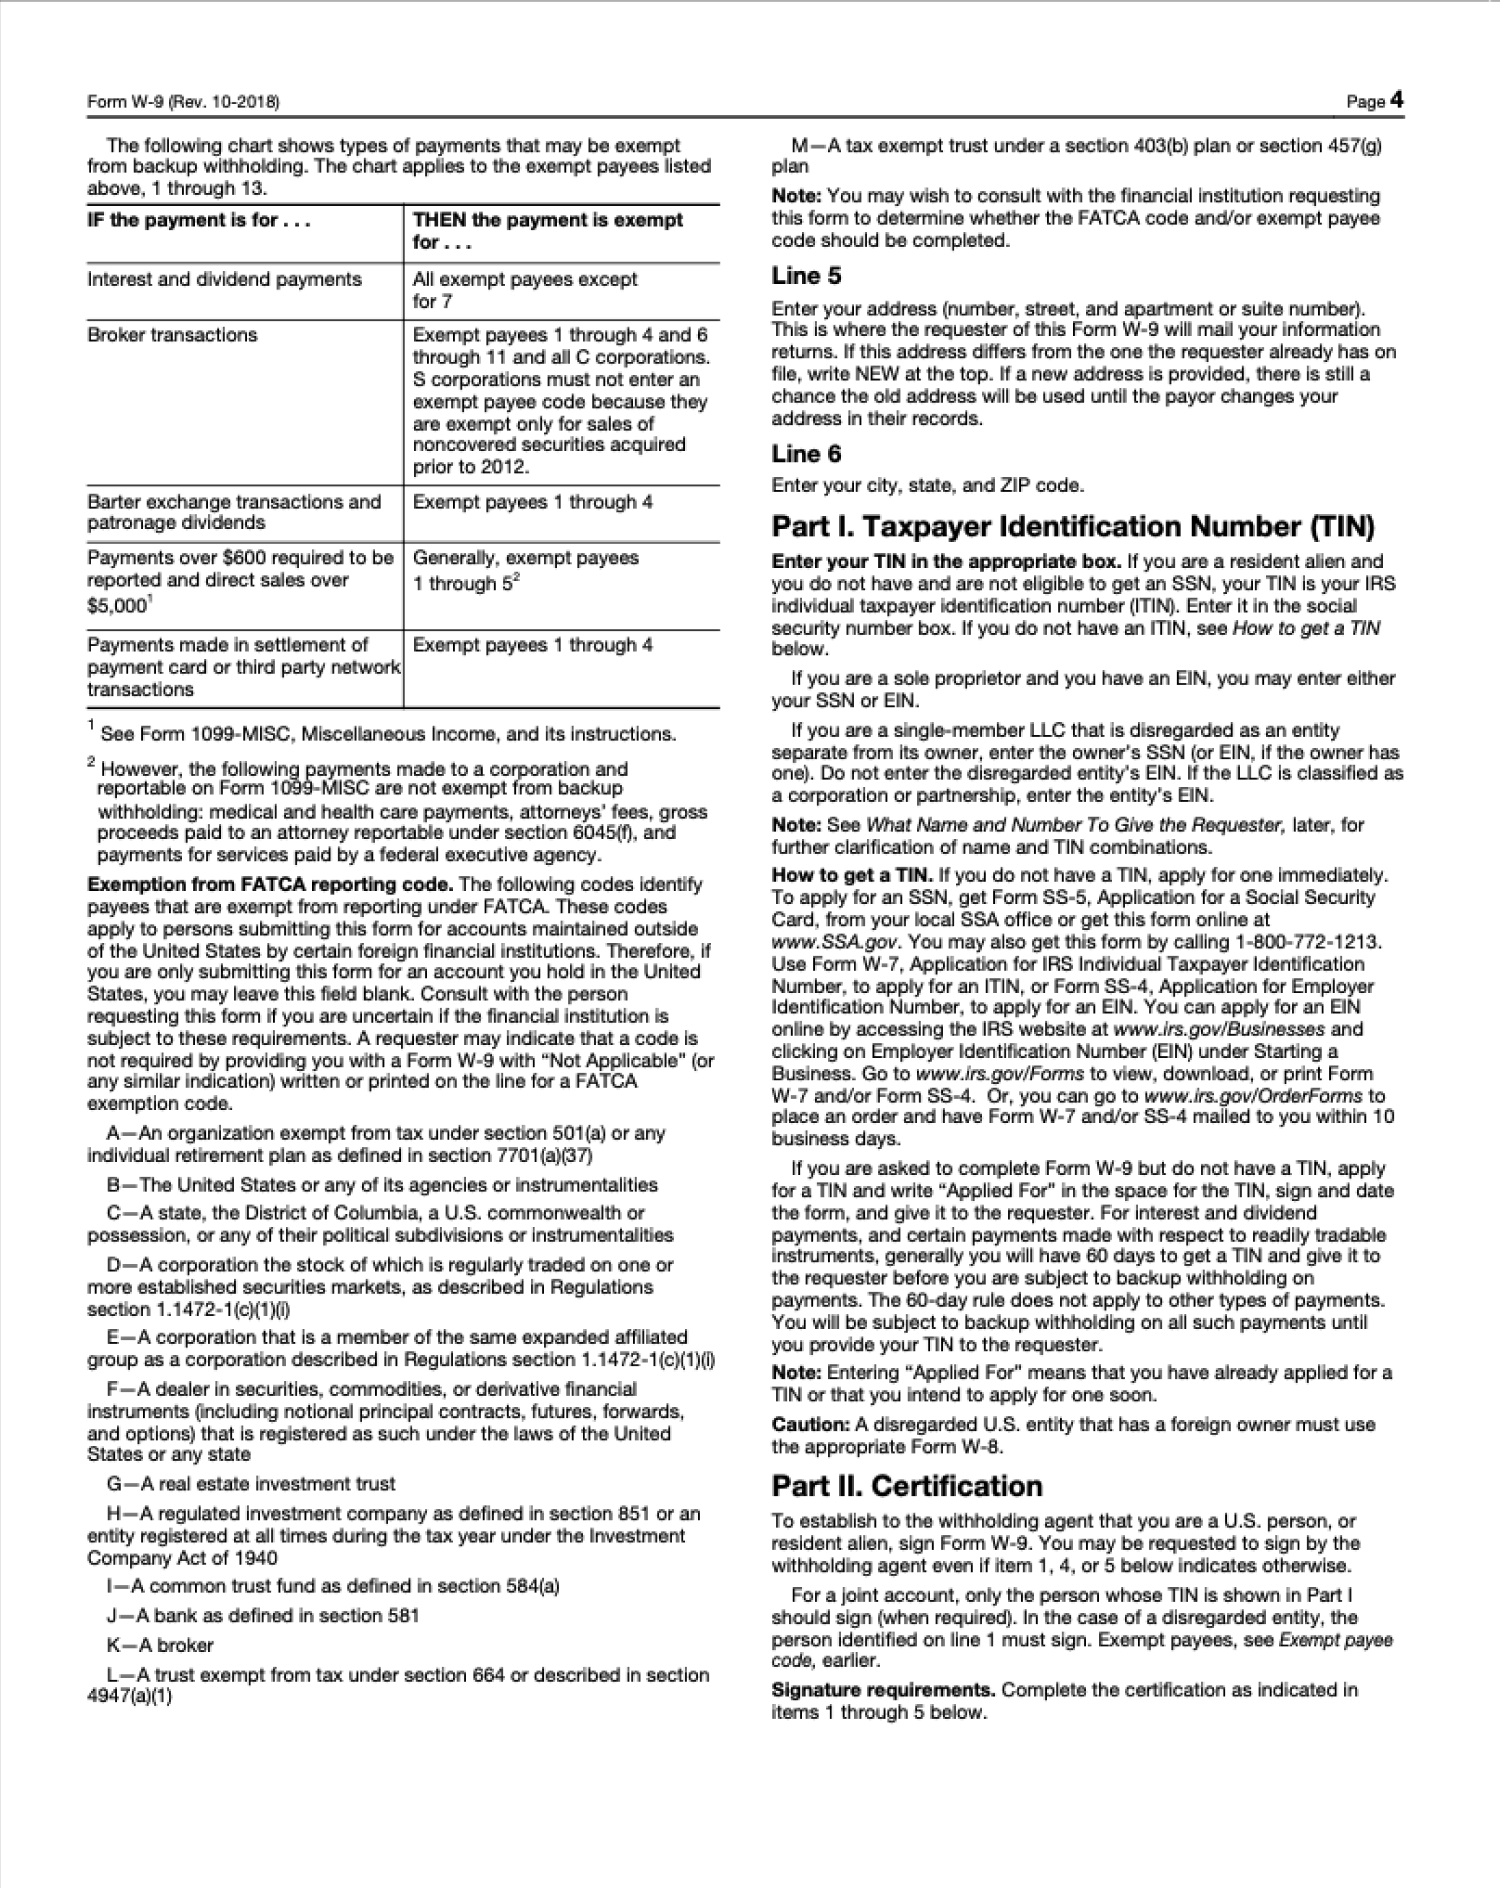 Form W-9 (Rev. 10-2018)
Page 4
The following chart shows types of payments that may be exempt
from backup withholding. The chart applies to the exempt payees listed
above, 1 through 13.
IF the payment is for . . .
THEN the payment is exempt
for . . .
Interest and dividend payments
All exempt payees except
for 7
Broker transactions
Exempt payees 1 through 4 and 6
through 11 and all C corporations.
S corporations must not enter an
exempt payee code because they
are exempt only for sales of
noncovered securities acquired
prior to 2012.
Barter exchange transactions and
patronage dividends
Exempt payees 1 through 4
Payments over $600 required to be
reported and direct sales over
$5,000¹
Generally, exempt payees
1 through 5²
Payments made in settlement of
payment card or third party network
transactions
Exempt payees 1 through 4
¹ See Form 1099-MISC, Miscellaneous Income, and its instructions.
² However, the following payments made to a corporation and
reportable on Form 1099-MISC are not exempt from backup
withholding: medical and health care payments, attorneys' fees, gross
proceeds paid to an attorney reportable under section 6045(f), and
payments for services paid by a federal executive agency.
Exemption from FATCA reporting code. The following codes identify
payees that are exempt from reporting under FATCA. These codes
apply to persons submitting this form for accounts maintained outside
of the United States by certain foreign financial institutions. Therefore, if
you are only submitting this form for an account you hold in the United
States, you may leave this field blank. Consult with the person
requesting this form if you are uncertain if the financial institution is
subject to these requirements. A requester may indicate that a code is
not required by providing you with a Form W-9 with “Not Applicable” (or
any similar indication) written or printed on the line for a FATCA
exemption code.
A—An organization exempt from tax under section 501(a) or any
individual retirement plan as defined in section 7701(a)(37)
B—The United States or any of its agencies or instrumentalities
C—A state, the District of Columbia, a U.S. commonwealth or
possession, or any of their political subdivisions or instrumentalities
D—A corporation the stock of which is regularly traded on one or
more established securities markets, as described in Regulations
section 1.1472-1(c)(1)(i)
E—A corporation that is a member of the same expanded affiliated
group as a corporation described in Regulations section 1.1472-1(c)(1)(i)
F—A dealer in securities, commodities, or derivative financial
instruments (including notional principal contracts, futures, forwards,
and options) that is registered as such under the laws of the United
States or any state
G—A real estate investment trust
H—A regulated investment company as defined in section 851 or an
entity registered at all times during the tax year under the Investment
Company Act of 1940
I—A common trust fund as defined in section 584(a)
J—A bank as defined in section 581
K—A broker
L—A trust exempt from tax under section 664 or described in section
4947(a)(1)
M—A tax exempt trust under a section 403(b) plan or section 457(g)
plan
Note: You may wish to consult with the financial institution requesting
this form to determine whether the FATCA code and/or exempt payee
code should be completed.
Line 5
Enter your address (number, street, and apartment or suite number).
This is where the requester of this Form W-9 will mail your information
returns. If this address differs from the one the requester already has on
file, write NEW at the top. If a new address is provided, there is still a
chance the old address will be used until the payor changes your
address in their records.
Line 6
Enter your city, state, and ZIP code.
Part I. Taxpayer Identification Number (TIN)
Enter your TIN in the appropriate box. If you are a resident alien and
you do not have and are not eligible to get an SSN, your TIN is your IRS
individual taxpayer identification number (ITIN). Enter it in the social
security number box. If you do not have an ITIN, see How to get a TIN
below.
If you are a sole proprietor and you have an EIN, you may enter either
your SSN or EIN.
If you are a single-member LLC that is disregarded as an entity
separate from its owner, enter the owner's SSN (or EIN, if the owner has
one). Do not enter the disregarded entity's EIN. If the LLC is classified as
a corporation or partnership, enter the entity's EIN.
Note: See What Name and Number To Give the Requester, later, for
further clarification of name and TIN combinations.
How to get a TIN. If you do not have a TIN, apply for one immediately.
To apply for an SSN, get Form SS-5, Application for a Social Security
Card, from your local SSA office or get this form online at
www.SSA.gov. You may also get this form by calling 1-800-772-1213.
Use Form W-7, Application for IRS Individual Taxpayer Identification
Number, to apply for an ITIN, or Form SS-4, Application for Employer
Identification Number, to apply for an EIN. You can apply for an EIN
online by accessing the IRS website at www.irs.gov/Businesses and
clicking on Employer Identification Number (EIN) under Starting a
Business. Go to www.irs.gov/Forms to view, download, or print Form
W-7 and/or Form SS-4. Or, you can go to www.irs.gov/OrderForms to
place an order and have Form W-7 and/or SS-4 mailed to you within 10
business days.
If you are asked to complete Form W-9 but do not have a TIN, apply
for a TIN and write “Applied For” in the space for the TIN, sign and date
the form, and give it to the requester. For interest and dividend
payments, and certain payments made with respect to readily tradable
instruments, generally you will have 60 days to get a TIN and give it to
the requester before you are subject to backup withholding on
payments. The 60-day rule does not apply to other types of payments.
You will be subject to backup withholding on all such payments until
you provide your TIN to the requester.
Note: Entering “Applied For” means that you have already applied for a
TIN or that you intend to apply for one soon.
Caution: A disregarded U.S. entity that has a foreign owner must use
the appropriate Form W-8.
Part II. Certification
To establish to the withholding agent that you are a U.S. person, or
resident alien, sign Form W-9. You may be requested to sign by the
withholding agent even if item 1, 4, or 5 below indicates otherwise.
For a joint account, only the person whose TIN is shown in Part I
should sign (when required). In the case of a disregarded entity, the
person identified on line 1 must sign. Exempt payees, see Exempt payee
code, earlier.
Signature requirements. Complete the certification as indicated in
items 1 through 5 below.